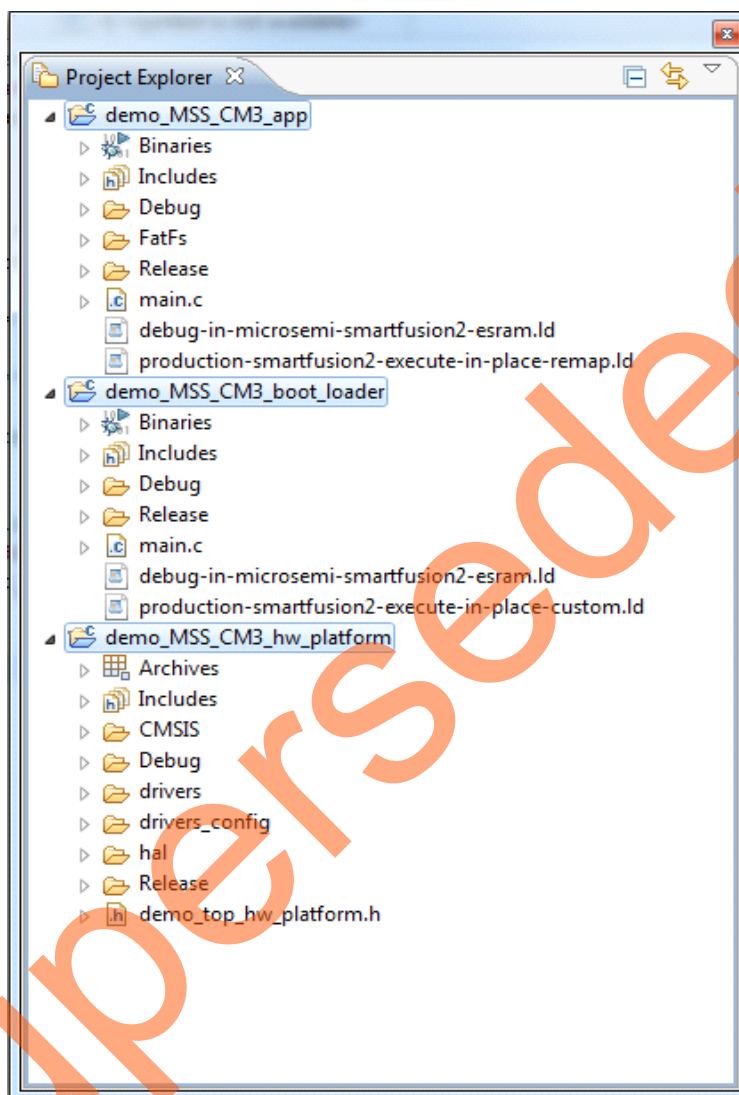 Project Explorer
demo_MSS_CM3_app
Binaries
Includes
Debug
FatFs
Release
main.c
debug-in-microsemi-smartfusion2-esram.ld
production-smartfusion2-execute-in-place-remap.ld
demo_MSS_CM3_boot_loader
Binaries
Includes
Debug
Release
main.c
debug-in-microsemi-smartfusion2-esram.ld
production-smartfusion2-execute-in-place-custom.ld
demo_MSS_CM3_hw_platform
Archives
Includes
CMSIS
Debug
drivers
drivers_config
hal
Release
demo_top_hw_platform.h